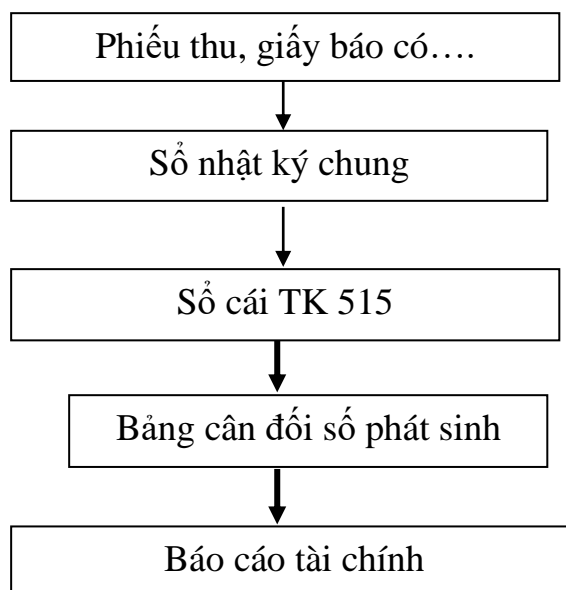 Phiếu thu, giấy báo có….
Sổ nhật ký chung
Sổ cái TK 515
Bảng cân đối số phát sinh
Báo cáo tài chính